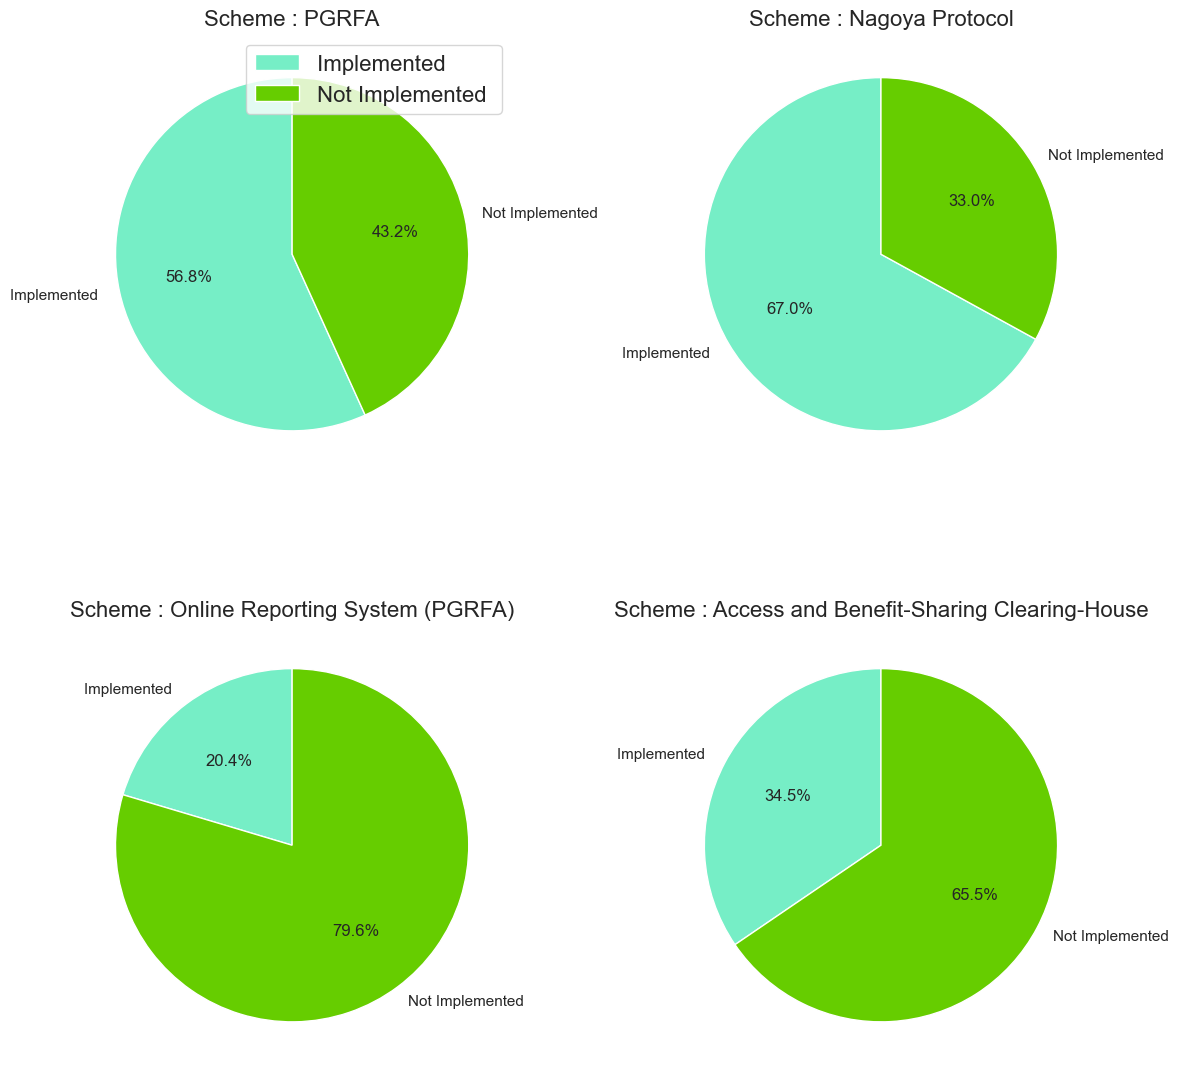 Scheme : PGRFA
Implemented
Not Implemented
Not Implemented
43.2%
56.8%
Implemented
Scheme : Nagoya Protocol
Not Implemented
33.0%
67.0%
Implemented
Scheme : Online Reporting System (PGRFA)
Implemented
20.4%
79.6%
Not Implemented
Scheme : Access and Benefit-Sharing Clearing-House
Implemented
34.5%
65.5%
Not Implemented